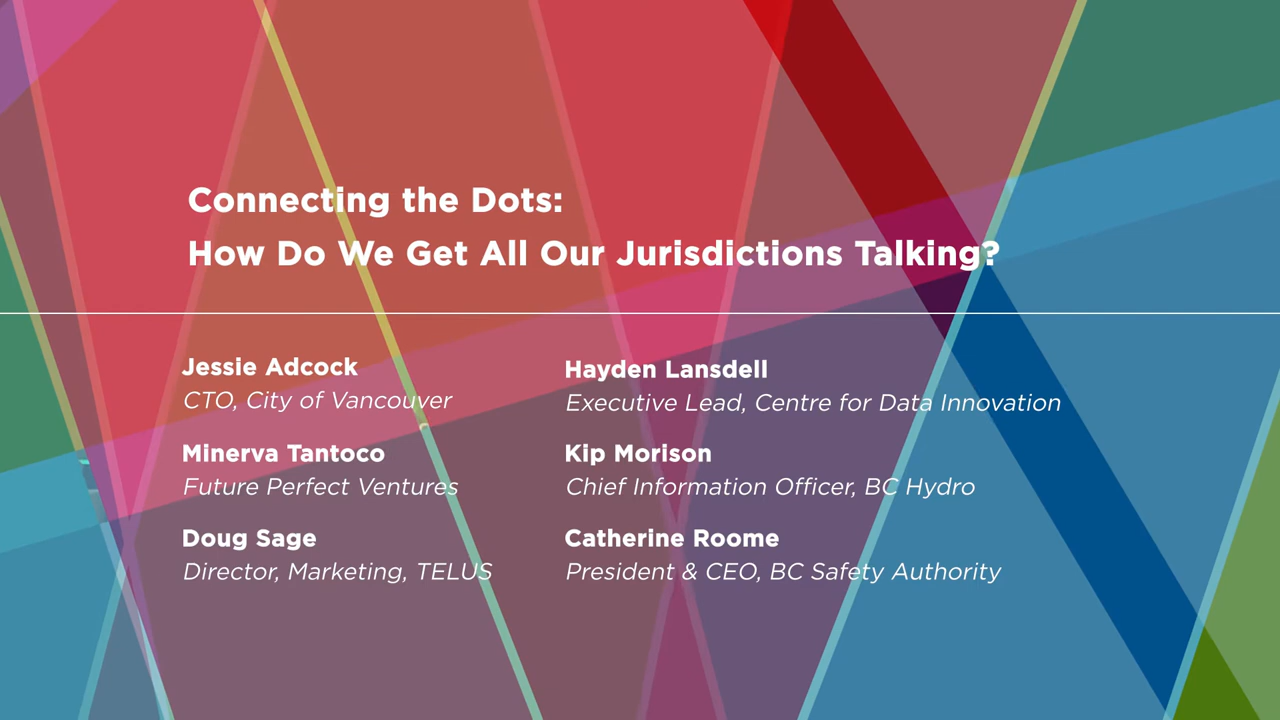 Connecting the Dots:
How Do We Get All Our Jurisdictions Talking?
Jessie Adcock
CTO, City of Vancouver
Minerva Tantoco
Future Perfect Ventures
Doug Sage
Director, Marketing, TELUS
Hayden Lansdell
Executive Lead, Centre for Data Innovation
Kip Morison
Chief Information Officer, BC Hydro
Catherine Roome
President & CEO, BC Safety Authority